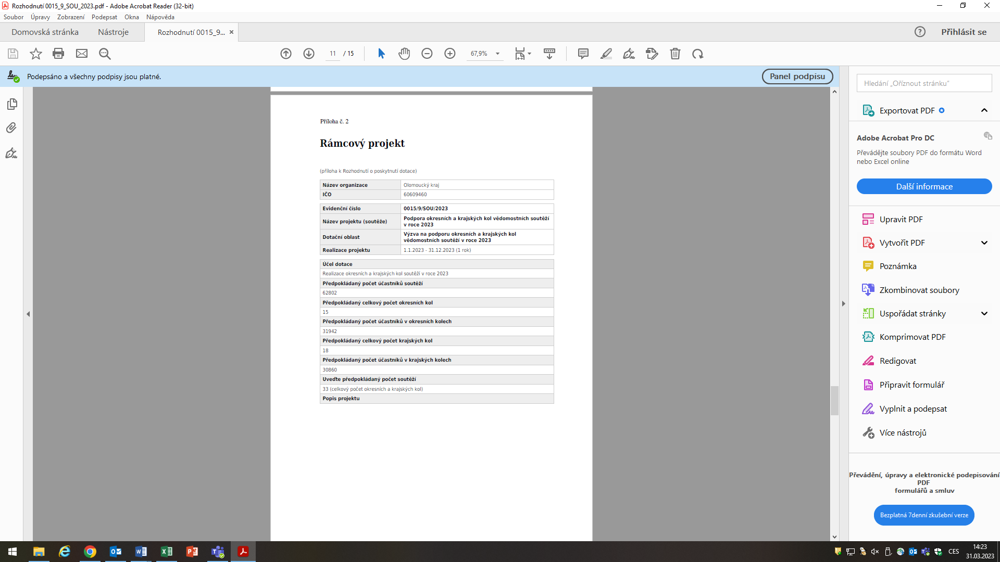 Rozhodnutí 0015_9_SOU_2023.pdf - Adobe Acrobat Reader (32-bit)
Soubor Úpravy Zobrazení Podepsat Okna Nápověda
Domovská stránka Nástroje Rozhodnutí 0015_9... × Přihlásit se
11 / 15 67,9%
Podepsáno a všechny podpisy jsou platné. Panel podpisu
Příloha č. 2
Rámcový projekt
(příloha k Rozhodnutí o poskytnutí dotace)
Název organizace Olomoucký kraj
IČO 60609460
Evidenční číslo 0015/9/SOU/2023
Název projektu (soutěže) Podpora okresních a krajských kol vědomostních soutěží
v roce 2023
Dotační oblast Výzva na podporu okresních a krajských kol
vědomostních soutěží v roce 2023
Realizace projektu 1.1.2023 - 31.12.2023 (1 rok)
Účel dotace
Realizace okresních a krajských kol soutěží v roce 2023
Předpokládaný počet účastníků soutěží
62802
Předpokládaný celkový počet okresních kol
15
Předpokládaný počet účastníků v okresních kolech
31942
Předpokládaný celkový počet krajských kol
18
Předpokládaný počet účastníků v krajských kolech
30860
Uveďte předpokládaný počet soutěží
33 (celkový počet okresních a krajských kol)
Popis projektu
Hledání „Oříznout stránku“
Exportovat PDF
Adobe Acrobat Pro DC
Převádějte soubory PDF do formátu Word
nebo Excel online
Další informace
Upravit PDF
Vytvořit PDF
Poznámka
Zkombinovat soubory
Uspořádat stránky
Komprimovat PDF
Redigovat
Připravit formulář
Vyplnit a podepsat
Více nástrojů
Převádění, úpravy a elektronické podepisování
PDF
formulářů a smluv
Bezplatná 7denní zkušební verze
CES
14:23
31.03.2023